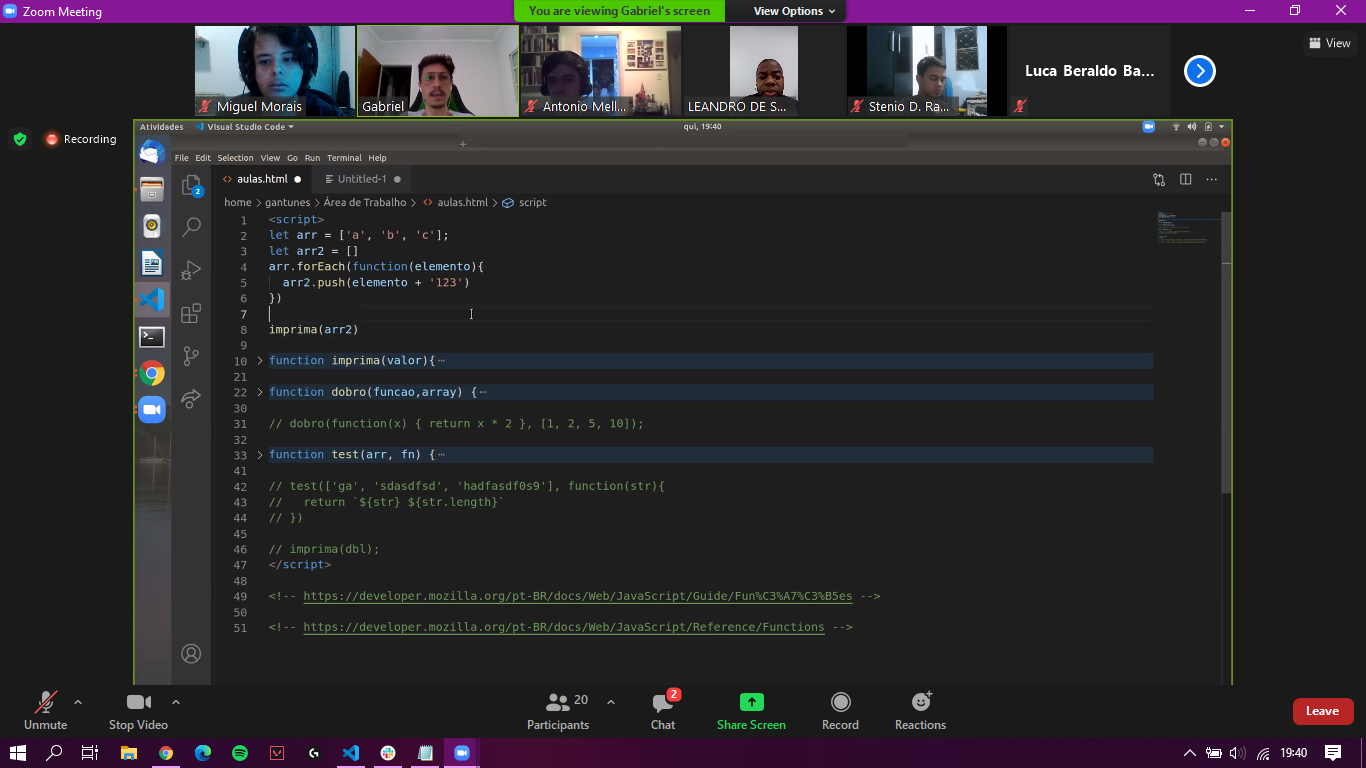 Zoom Meeting
You are viewing Gabriel's screen
View Options
View
Miguel Morais
Gabriel
Antonio Mell...
LEANDRO DE S...
Stenio D. Ra...
Luca Beraldo Ba...
Recording
Atividades
Visual Studio Code
qui, 19:40
File Edit Selection View Go Run Terminal Help
aulas.html
Untitled-1
2
home > gantunes > Área de Trabalho > aulas.html > script
1 <script>
2 let arr = ['a', 'b', 'c'];
3 let arr2 = []
4 arr.forEach(function(elemento){
5 arr2.push(elemento + '123')
6 })
7
8 imprima(arr2)
9
10 function imprima(valor){
21
22 function dobro(funcao,array) {
30
31 // dobro(function(x) { return x * 2 }, [1, 2, 5, 10]);
32
33 function test(arr, fn) {
41
42 // test(['ga', 'sdasdfsd', 'hadfasdf0s9'], function(str){
43 //   return `${str} ${str.length}`
44 // })
45
46 // imprima(dbl);
47 </script>
48
49 <!-- https://developer.mozilla.org/pt-BR/docs/Web/JavaScript/Guide/Fun%C3%A7%C3%B5es -->
50
51 <!-- https://developer.mozilla.org/pt-BR/docs/Web/JavaScript/Reference/Functions -->
Unmute
Stop Video
20
Participants
2
Chat
Share Screen
Record
Reactions
Leave
19:40